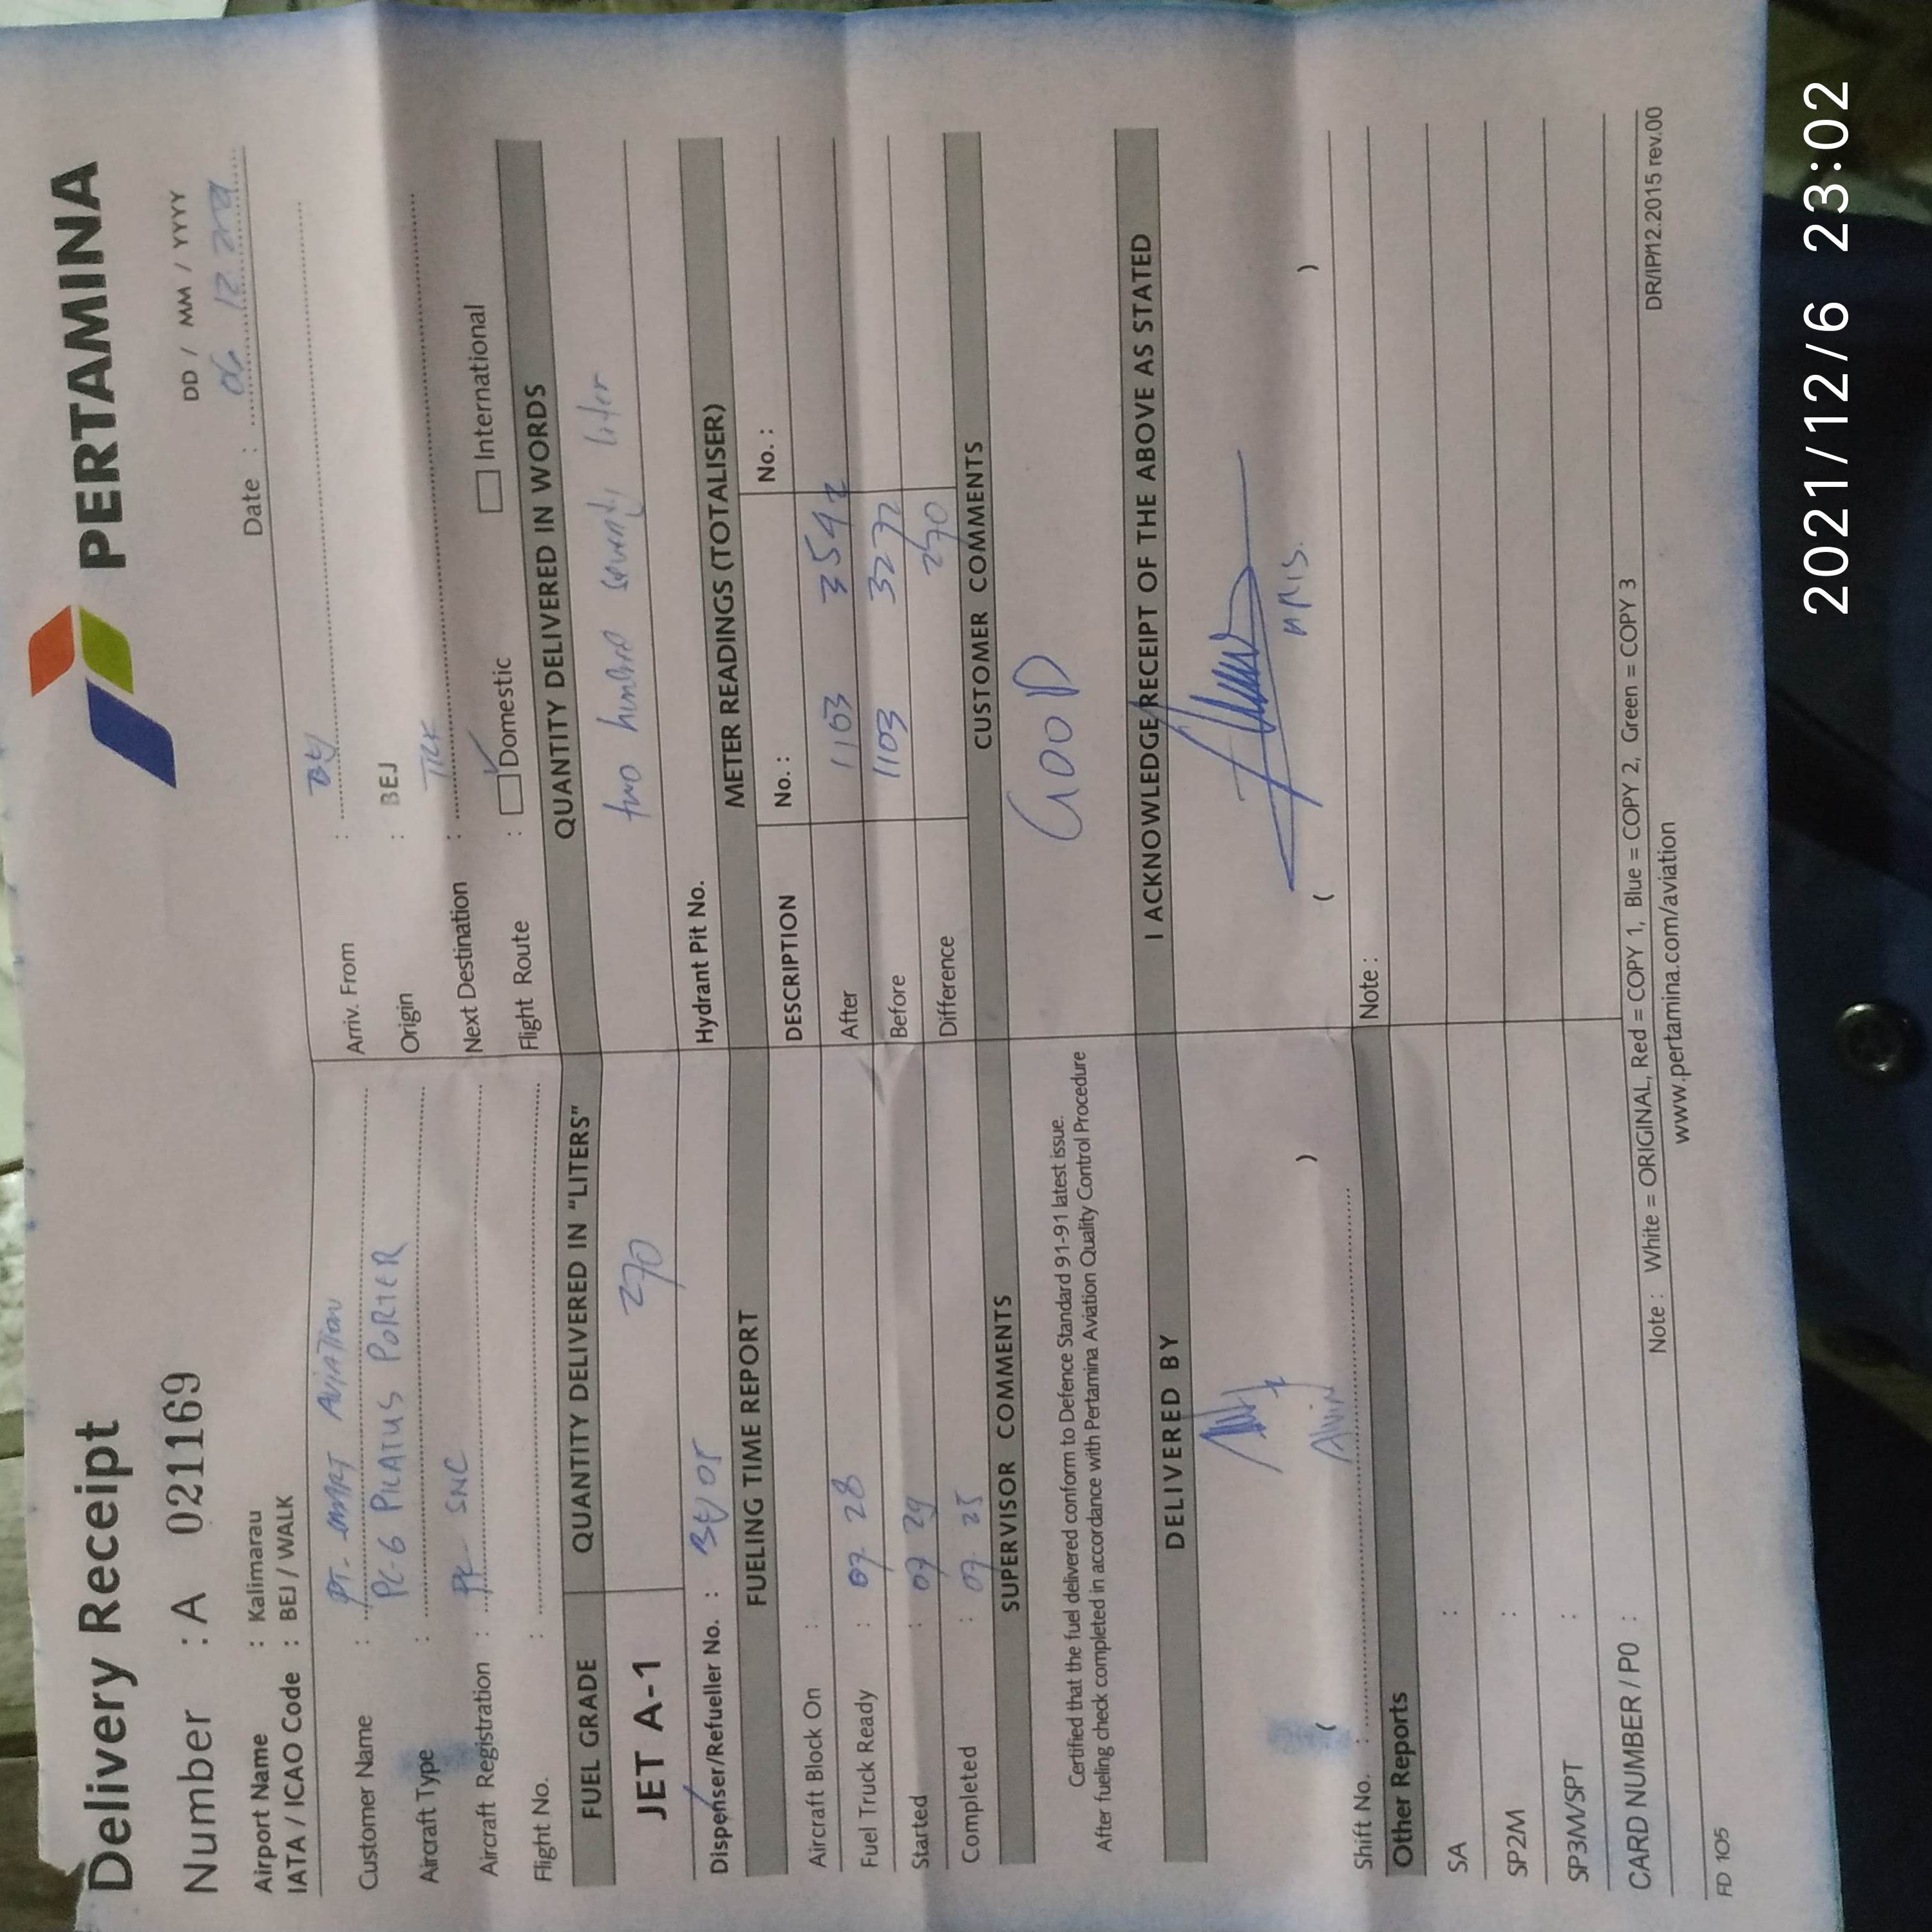 Delivery Receipt
PERTAMINA
Number : A 021169
DD / MM / YYYY
Airport Name : Kalimarau
Date : 06 12
IATA / ICAO Code : BEJ / WALK
Customer Name : PT. SMART AVIATION
Arriv. From :
Aircraft Type : PC-6 PILATUS PORTER
Origin : BEJ
Aircraft Registration : PK - SNC
Next Destination :
Flight No. :
Flight Route : Domestic International
FUEL GRADE QUANTITY DELIVERED IN "LITERS" QUANTITY DELIVERED IN WORDS
JET A-1 270 two hundred seventy liter
Dispenser/Refueller No. :
Hydrant Pit No.
FUELING TIME REPORT METER READINGS (TOTALISER)
Aircraft Block On :
DESCRIPTION No. : No. :
Fuel Truck Ready : 07 28
After 1103 3542
Started : 07 29
Before 1103 3272
Completed : 07
Difference 270
SUPERVISOR COMMENTS CUSTOMER COMMENTS
Certified that the fuel delivered conform to Defence Standard 91-91 latest issue.
After fueling check completed in accordance with Pertamina Aviation Quality Control Procedure
GOOD
DELIVERED BY I ACKNOWLEDGE RECEIPT OF THE ABOVE AS STATED
( Alvin )
( )
Shift No. :
Note :
Other Reports
SA :
SP2M :
SP3M/SPT :
CARD NUMBER / PO :
Note : White = ORIGINAL, Red = COPY 1, Blue = COPY 2, Green = COPY 3
DR/IP/12.2015 rev.00
www.pertamina.com/aviation
FD 105
2021/12/6 23:02